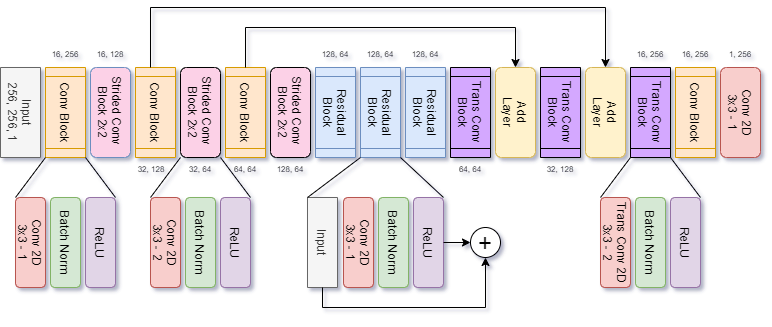 16, 256
16, 128
128, 64
128, 64
128, 64
16, 256
16, 256
1, 256
Input
256, 256, 1
Conv Block
Strided Conv
Block 2x2
Conv Block
Strided Conv
Block 2x2
Conv Block
Strided Conv
Block 2x2
Residual
Block
Residual
Block
Residual
Block
Trans Conv
Block
Add
Layer
Trans Conv
Block
Add
Layer
Trans Conv
Block
Conv Block
Conv 2D
3x3 - 1
32, 128
32, 64
64, 64
128, 64
64, 64
32, 128
Conv 2D
3x3 - 1
Batch Norm
ReLU
Conv 2D
3x3 - 2
Batch Norm
ReLU
Input
Conv 2D
3x3 - 1
Batch Norm
ReLU
+
Trans Conv 2D
3x3 - 2
Batch Norm
ReLU